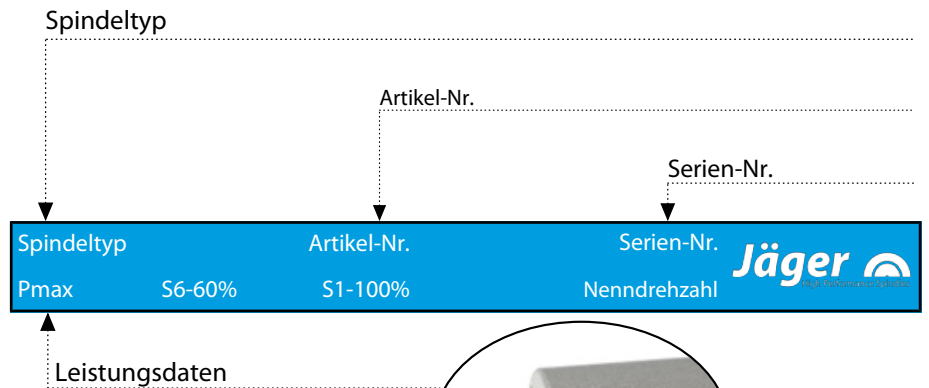 Spindeltyp
Artikel-Nr.
Serien-Nr.
Spindeltyp Artikel-Nr. Serien-Nr.
Jäger
Pmax S6-60% S1-100% Nenndrehzahl
Leistungsdaten